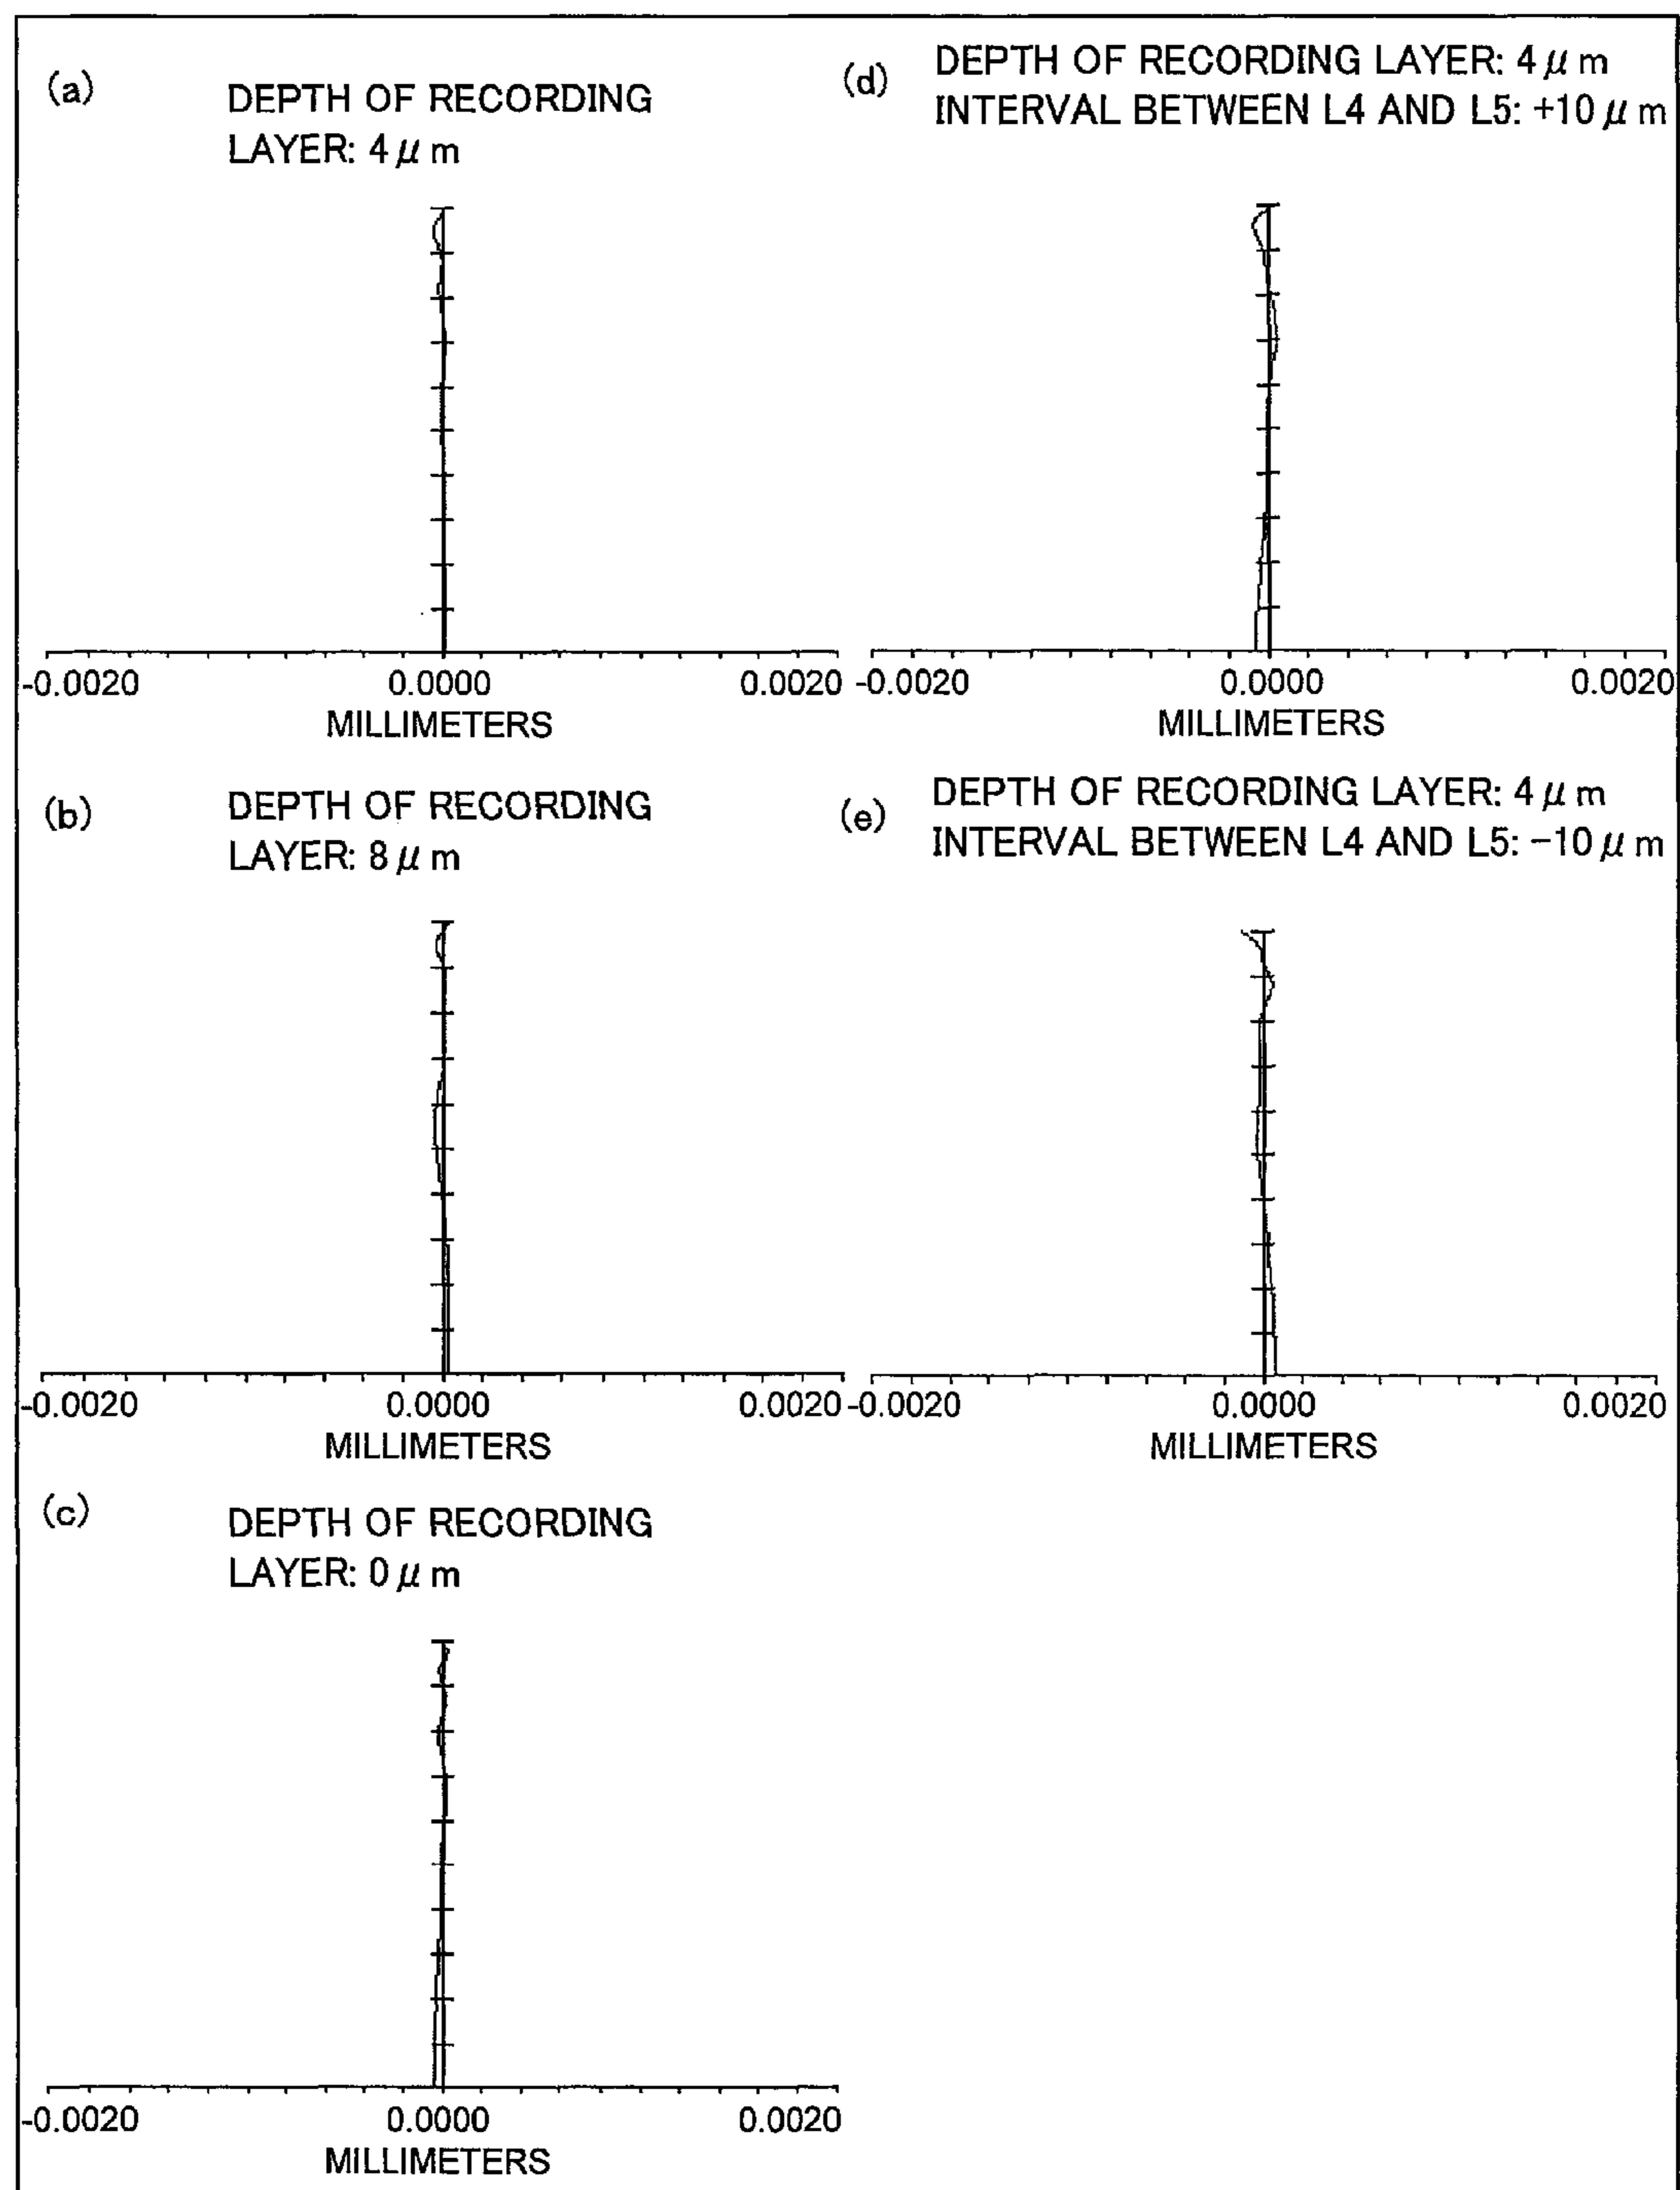 (a)
DEPTH OF RECORDING
LAYER: 4 μ m
-0.0020 0.0000 0.0020
MILLIMETERS
(b)
DEPTH OF RECORDING
LAYER: 8 μ m
-0.0020 0.0000 0.0020
MILLIMETERS
(c)
DEPTH OF RECORDING
LAYER: 0 μ m
-0.0020 0.0000 0.0020
MILLIMETERS
(d)
DEPTH OF RECORDING LAYER: 4 μ m
INTERVAL BETWEEN L4 AND L5: +10 μ m
-0.0020 0.0000 0.0020
MILLIMETERS
(e)
DEPTH OF RECORDING LAYER: 4 μ m
INTERVAL BETWEEN L4 AND L5: -10 μ m
-0.0020 0.0000 0.0020
MILLIMETERS